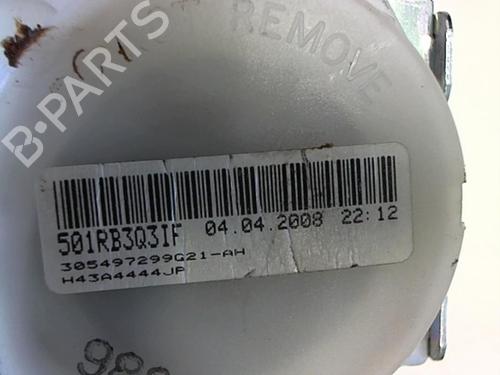 REMOVE
B-PARTS
501RB3Q3IF 04.04.2008 22:12
305497299G21-AH
H43A4444JP